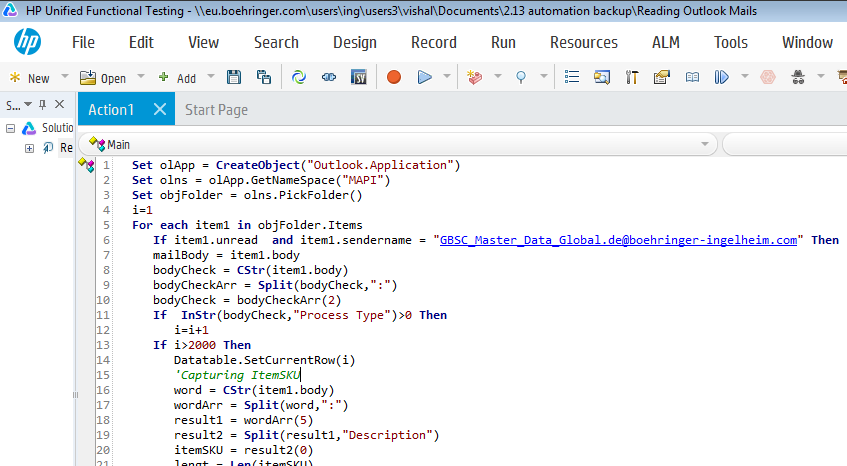 HP Unified Functional Testing - \\eu.boehringer.com\users\ing\users3\vishal\Documents\2.13 automation backup\Reading Outlook Mails
hp File Edit View Search Design Record Run Resources ALM Tools Window
New Open Add SY
S... Action1 Start Page
Solutio
Re
Main
1 Set olApp = CreateObject("Outlook.Application")
2 Set olns = olApp.GetNameSpace("MAPI")
3 Set objFolder = olns.PickFolder()
4 i=1
5 For each item1 in objFolder.Items
6 If item1.unread  and item1.sendername = "GBSC_Master_Data_Global.de@boehringer-ingelheim.com" Then
7 mailBody = item1.body
8 bodyCheck = CStr(item1.body)
9 bodyCheckArr = Split(bodyCheck,":")
10 bodyCheck = bodyCheckArr(2)
11 If  InStr(bodyCheck,"Process Type")>0 Then
12 i=i+1
13 If i>2000 Then
14 Datatable.SetCurrentRow(i)
15 'Capturing ItemSKU
16 word = CStr(item1.body)
17 wordArr = Split(word,":")
18 result1 = wordArr(5)
19 result2 = Split(result1,"Description")
20 itemSKU = result2(0)
21 lengt = Len(itemSKU)